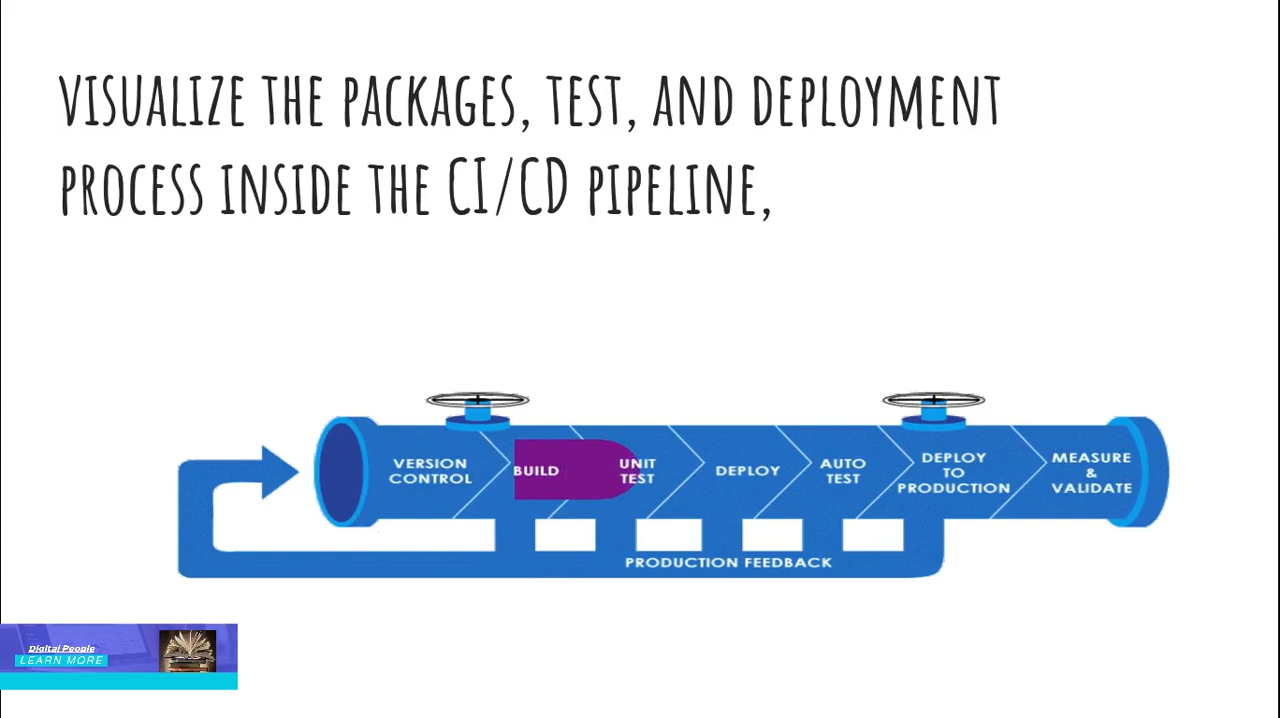 VISUALIZE THE PACKAGES, TEST, AND DEPLOYMENT
PROCESS INSIDE THE CI/CD PIPELINE,
VERSION
CONTROL
BUILD
UNIT
TEST
DEPLOY
AUTO
TEST
DEPLOY
TO
PRODUCTION
MEASURE
&
VALIDATE
PRODUCTION FEEDBACK
Digital People
LEARN MORE